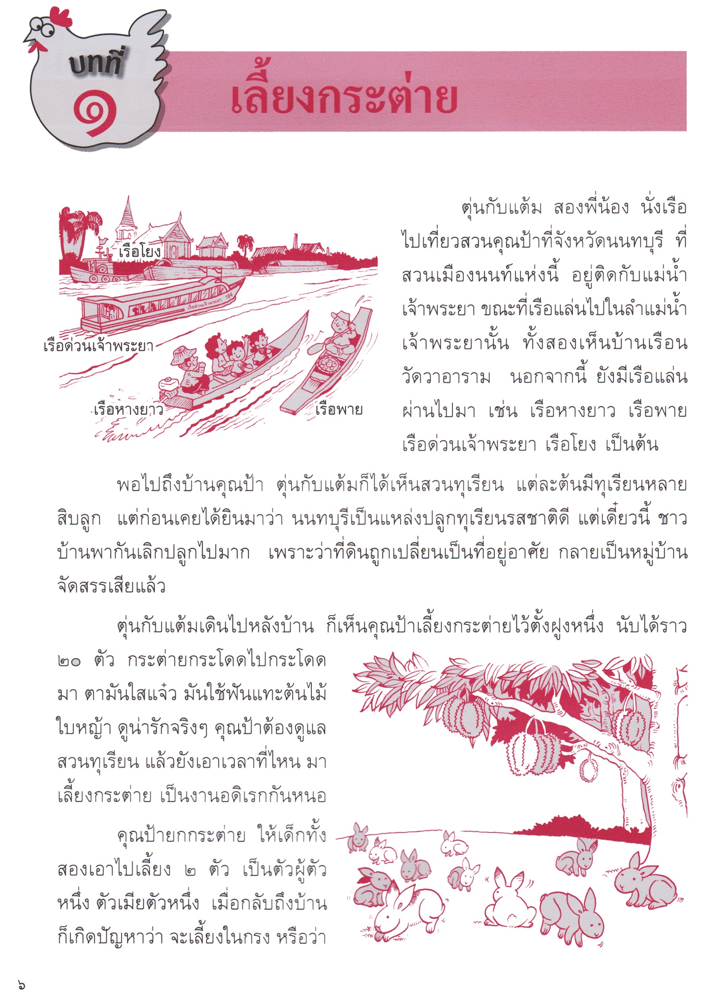 บทที่
๑
เลี้ยงกระต่าย
เรือโยง
เรือด่วนเจ้าพระยา 184
เรือด่วนเจ้าพระยา
เรือหางยาว
เรือพาย
ตุ่นกับแต้ม สองพี่น้อง นั่งเรือ
ไปเที่ยวสวนคุณป้าที่จังหวัดนนทบุรี ที่
สวนเมืองนนท์แห่งนี้ อยู่ติดกับแม่น้ำ
เจ้าพระยา ขณะที่เรือแล่นไปในลำแม่น้ำ
เจ้าพระยานั้น ทั้งสองเห็นบ้านเรือน
วัดวาอาราม นอกจากนี้ ยังมีเรือแล่น
ผ่านไปมา เช่น เรือหางยาว เรือพาย
เรือด่วนเจ้าพระยา เรือโยง เป็นต้น
พอไปถึงบ้านคุณป้า ตุ่นกับแต้มก็ได้เห็นสวนทุเรียน แต่ละต้นมีทุเรียนหลาย
สิบลูก แต่ก่อนเคยได้ยินมาว่า นนทบุรีเป็นแหล่งปลูกทุเรียนรสชาติดี แต่เดี๋ยวนี้ ชาว
บ้านพากันเลิกปลูกไปมาก เพราะว่าที่ดินถูกเปลี่ยนเป็นที่อยู่อาศัย กลายเป็นหมู่บ้าน
จัดสรรเสียแล้ว
ตุ่นกับแต้มเดินไปหลังบ้าน ก็เห็นคุณป้าเลี้ยงกระต่ายไว้ตั้งฝูงหนึ่ง นับได้ราว
๒๐ ตัว กระต่ายกระโดดไปกระโดด
มา ตามันใสแจ๋ว มันใช้ฟันแทะต้นไม้
ใบหญ้า ดูน่ารักจริงๆ คุณป้าต้องดูแล
สวนทุเรียน แล้วยังเอาเวลาที่ไหน มา
เลี้ยงกระต่าย เป็นงานอดิเรกกันหนอ
คุณป้ายกกระต่าย ให้เด็กทั้ง
สองเอาไปเลี้ยง ๒ ตัว เป็นตัวผู้ตัว
หนึ่ง ตัวเมียตัวหนึ่ง เมื่อกลับถึงบ้าน
ก็เกิดปัญหาว่า จะเลี้ยงในกรง หรือว่า
๖